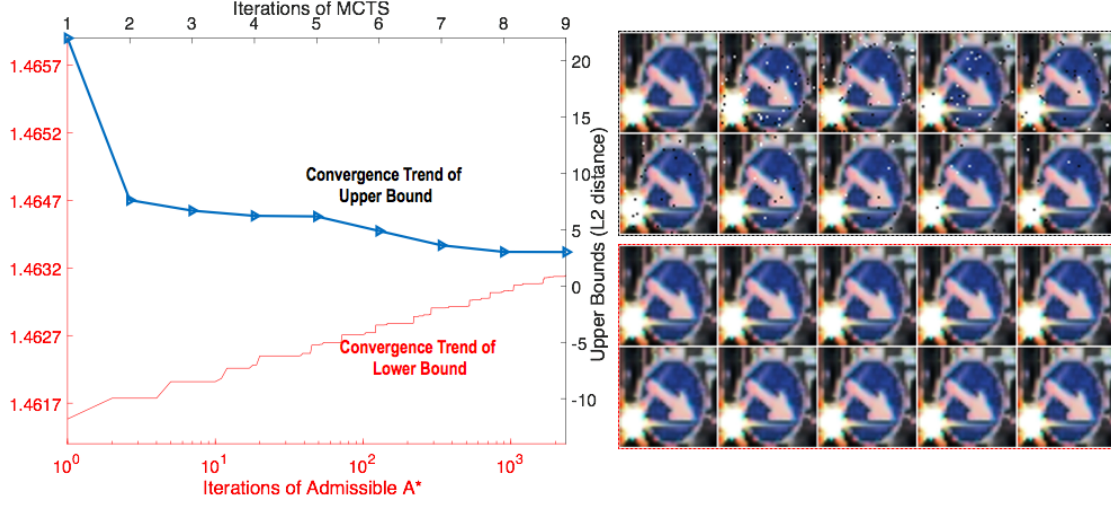 Iterations of MCTS
1 2 3 4 5 6 7 8 9
1.4657
1.4652
1.4647
1.4632
1.4627
1.4617
20
15
10
5
0
-5
-10
Upper Bounds (L2 distance)
Convergence Trend of
Upper Bound
Convergence Trend of
Lower Bound
10^0 10^1 10^2 10^3
Iterations of Admissible A*